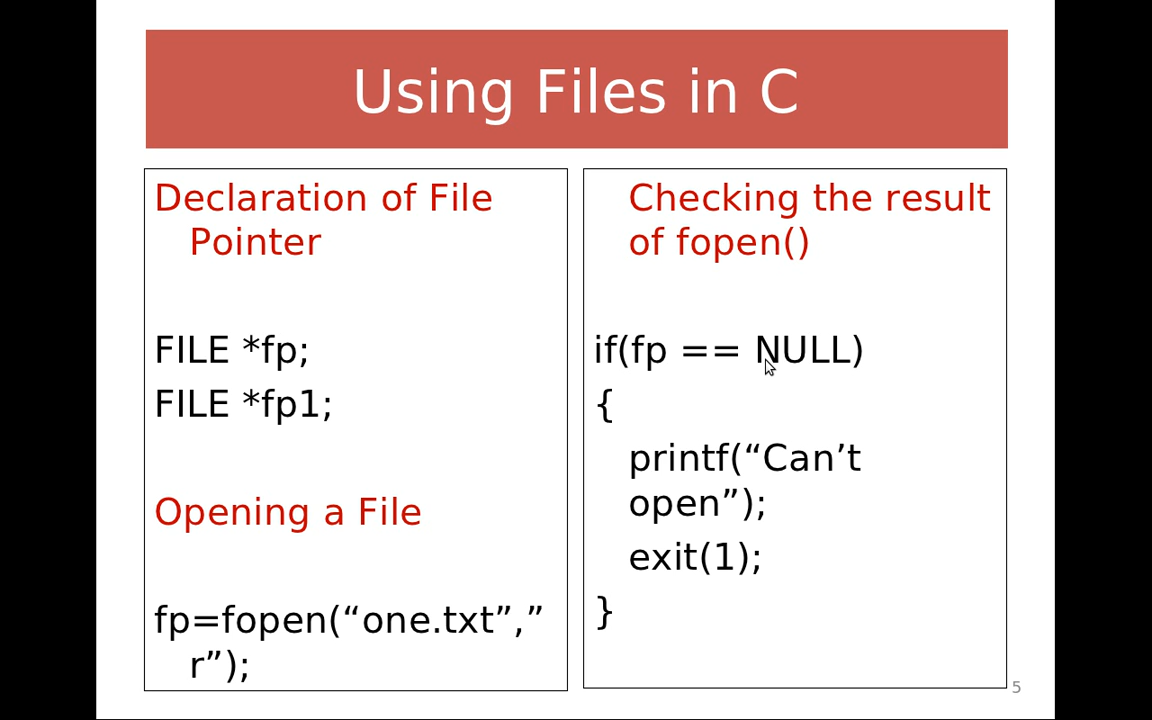 Using Files in C
Declaration of File
Pointer
FILE *fp;
FILE *fp1;
Opening a File
fp=fopen(“one.txt”,”
r”);
Checking the result
of fopen()
if(fp == NULL)
{
printf(“Can’t
open”);
exit(1);
}
5